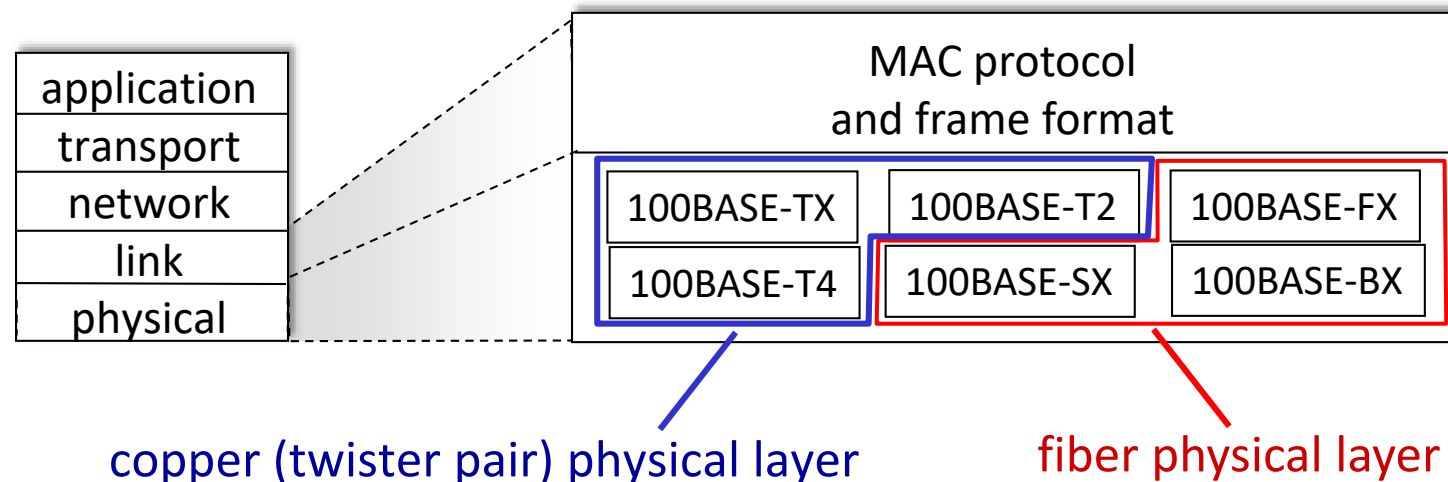 application
transport
network
link
physical
MAC protocol
and frame format
100BASE-TX
100BASE-T2
100BASE-FX
100BASE-T4
100BASE-SX
100BASE-BX
copper (twister pair) physical layer
fiber physical layer